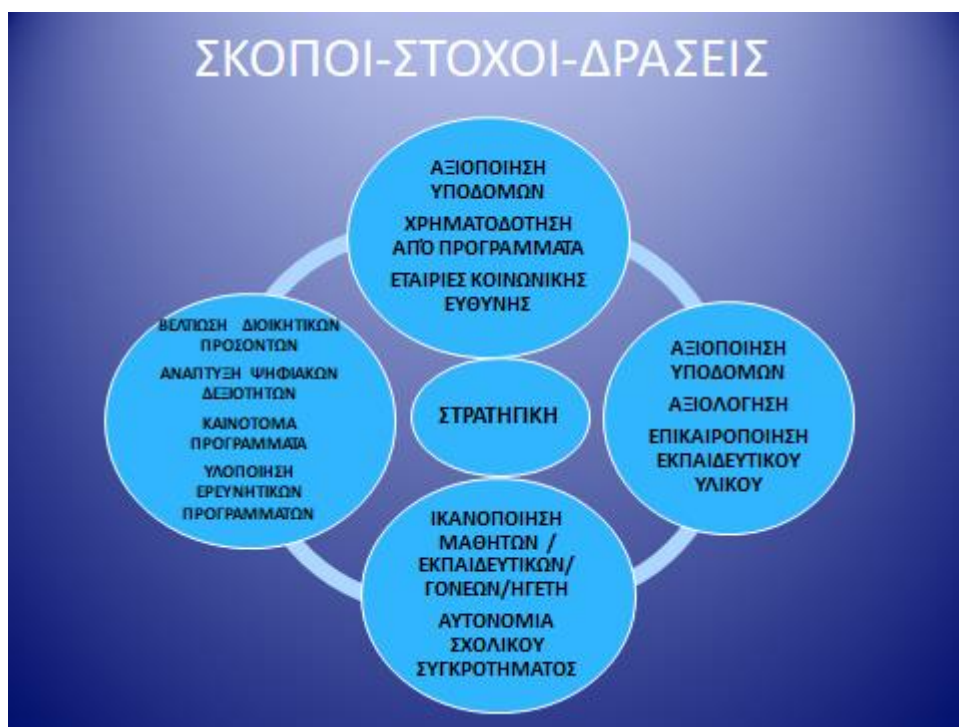 ΣΚΟΠΟΙ-ΣΤΟΧΟΙ-ΔΡΑΣΕΙΣ
ΑΞΙΟΠΟΙΗΣΗ
ΥΠΟΔΟΜΩΝ
ΧΡΗΜΑΤΟΔΟΤΗΣΗ
ΑΠΌ ΠΡΟΓΡΑΜΜΑΤΑ
ΕΤΑΙΡΙΕΣ ΚΟΙΝΩΝΙΚΗΣ
ΕΥΘΥΝΗΣ
ΑΞΙΟΠΟΙΗΣΗ
ΥΠΟΔΟΜΩΝ
ΑΞΙΟΛΟΓΗΣΗ
ΕΠΙΚΑΙΡΟΠΟΙΗΣΗ
ΕΚΠΑΙΔΕΥΤΙΚΟΥ
ΥΛΙΚΟΥ
ΙΚΑΝΟΠΟΙΗΣΗ
ΜΑΘΗΤΩΝ /
ΕΚΠΑΙΔΕΥΤΙΚΩΝ/
ΓΟΝΕΩΝ/ΗΓΕΤΗ
ΑΥΤΟΝΟΜΙΑ
ΣΧΟΛΙΚΟΥ
ΣΥΓΚΡΟΤΗΜΑΤΟΣ
ΒΕΛΤΙΩΣΗ ΔΙΟΙΚΗΤΙΚΩΝ
ΠΡΟΣΟΝΤΩΝ
ΑΝΑΠΤΥΞΗ ΨΗΦΙΑΚΩΝ
ΔΕΞΙΟΤΗΤΩΝ
ΚΑΙΝΟΤΟΜΑ
ΠΡΟΓΡΑΜΜΑΤΑ
ΥΛΟΠΟΙΗΣΗ
ΕΡΕΥΝΗΤΙΚΩΝ
ΠΡΟΓΡΑΜΜΑΤΩΝ
ΣΤΡΑΤΗΓΙΚΗ